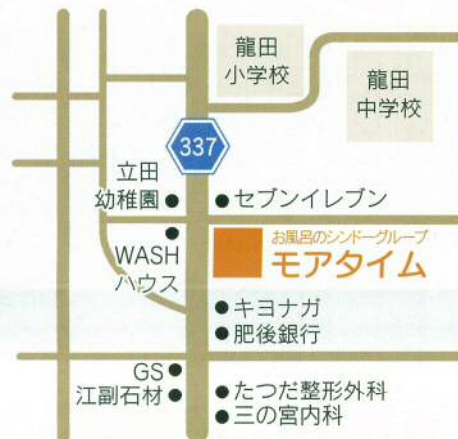 龍田
小学校
龍田
中学校
337
立田
幼稚園
セブンイレブン
WASH
ハウス
お風呂のシンドーグループ
モアタイム
キヨナガ
肥後銀行
GS
江副石材
たつだ整形外科
三の宮内科